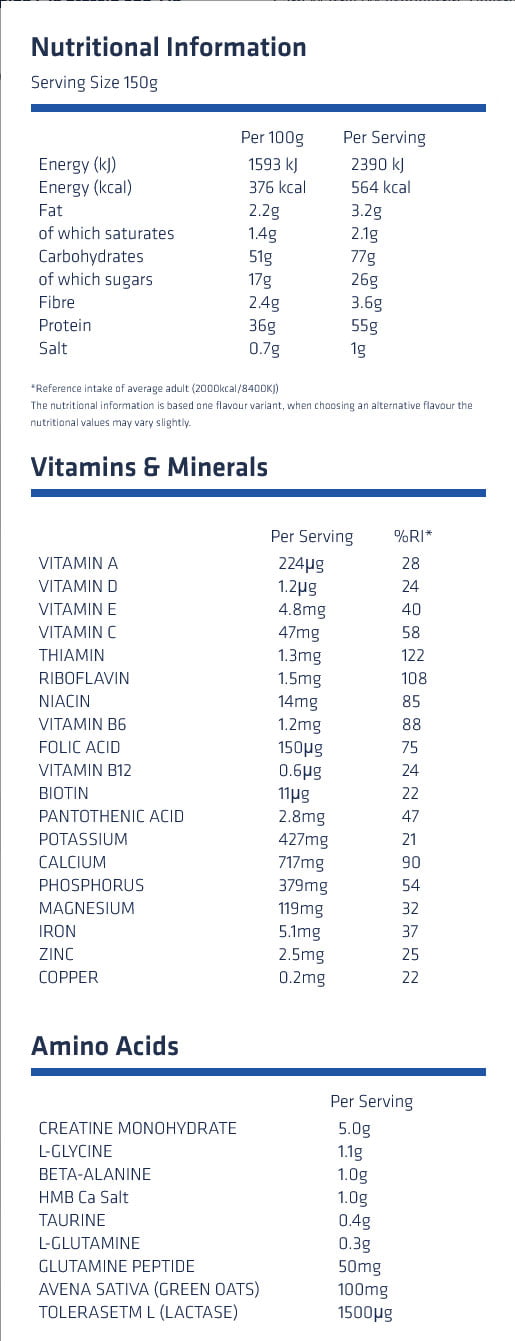 Nutritional Information
Serving Size 150g
Per 100g Per Serving
Energy (kJ) 1593 kJ 2390 kJ
Energy (kcal) 376 kcal 564 kcal
Fat 2.2g 3.2g
of which saturates 1.4g 2.1g
Carbohydrates 51g 77g
of which sugars 17g 26g
Fibre 2.4g 3.6g
Protein 36g 55g
Salt 0.7g 1g
*Reference intake of average adult (2000kcal/8400KJ)
The nutritional information is based one flavour variant, when choosing an alternative flavour the
nutritional values may vary slightly.
Vitamins & Minerals
Per Serving %RI*
VITAMIN A 224µg 28
VITAMIN D 1.2µg 24
VITAMIN E 4.8mg 40
VITAMIN C 47mg 58
THIAMIN 1.3mg 122
RIBOFLAVIN 1.5mg 108
NIACIN 14mg 85
VITAMIN B6 1.2mg 88
FOLIC ACID 150µg 75
VITAMIN B12 0.6µg 24
BIOTIN 11µg 22
PANTOTHENIC ACID 2.8mg 47
POTASSIUM 427mg 21
CALCIUM 717mg 90
PHOSPHORUS 379mg 54
MAGNESIUM 119mg 32
IRON 5.1mg 37
ZINC 2.5mg 25
COPPER 0.2mg 22
Amino Acids
Per Serving
CREATINE MONOHYDRATE 5.0g
L-GLYCINE 1.1g
BETA-ALANINE 1.0g
HMB Ca Salt 1.0g
TAURINE 0.4g
L-GLUTAMINE 0.3g
GLUTAMINE PEPTIDE 50mg
AVENA SATIVA (GREEN OATS) 100mg
TOLERASETM L (LACTASE) 1500µg